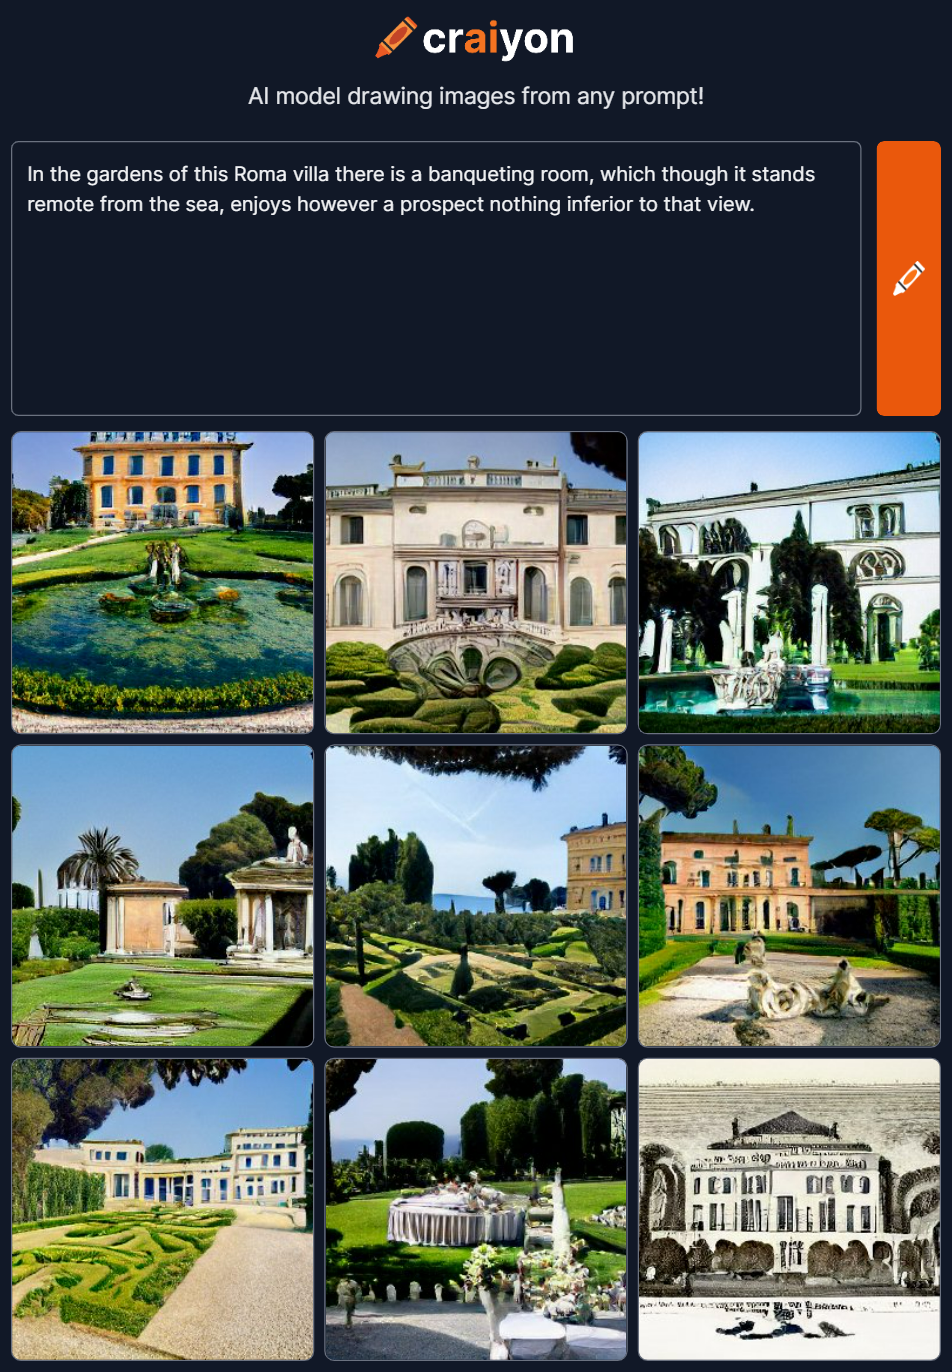 craiyon
AI model drawing images from any prompt!
In the gardens of this Roma villa there is a banqueting room, which though it stands
remote from the sea, enjoys however a prospect nothing inferior to that view.